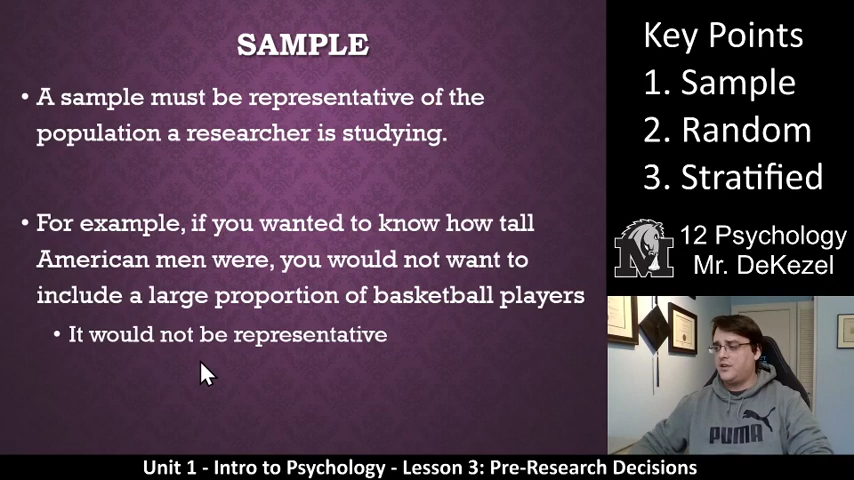 SAMPLE
• A sample must be representative of the
population a researcher is studying.
• For example, if you wanted to know how tall
American men were, you would not want to
include a large proportion of basketball players
• It would not be representative
Key Points
1. Sample
2. Random
3. Stratified
M
12 Psychology
Mr. DeKezel
PUMA
Unit 1 - Intro to Psychology - Lesson 3: Pre-Research Decisions